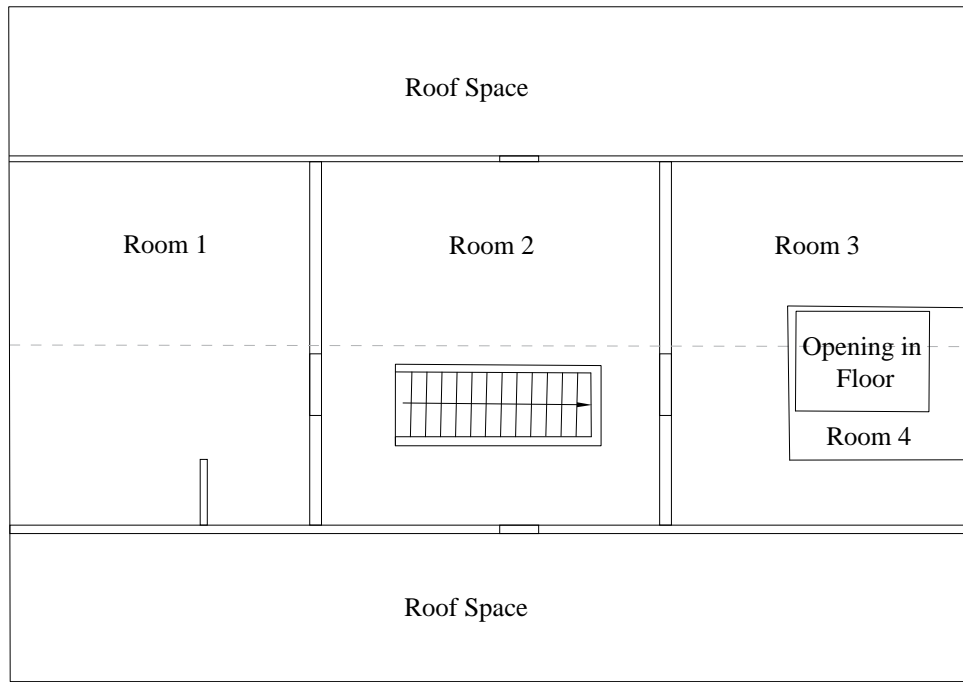 Roof Space
Room 1
Room 2
Room 3
Opening in
Floor
Room 4
Roof Space